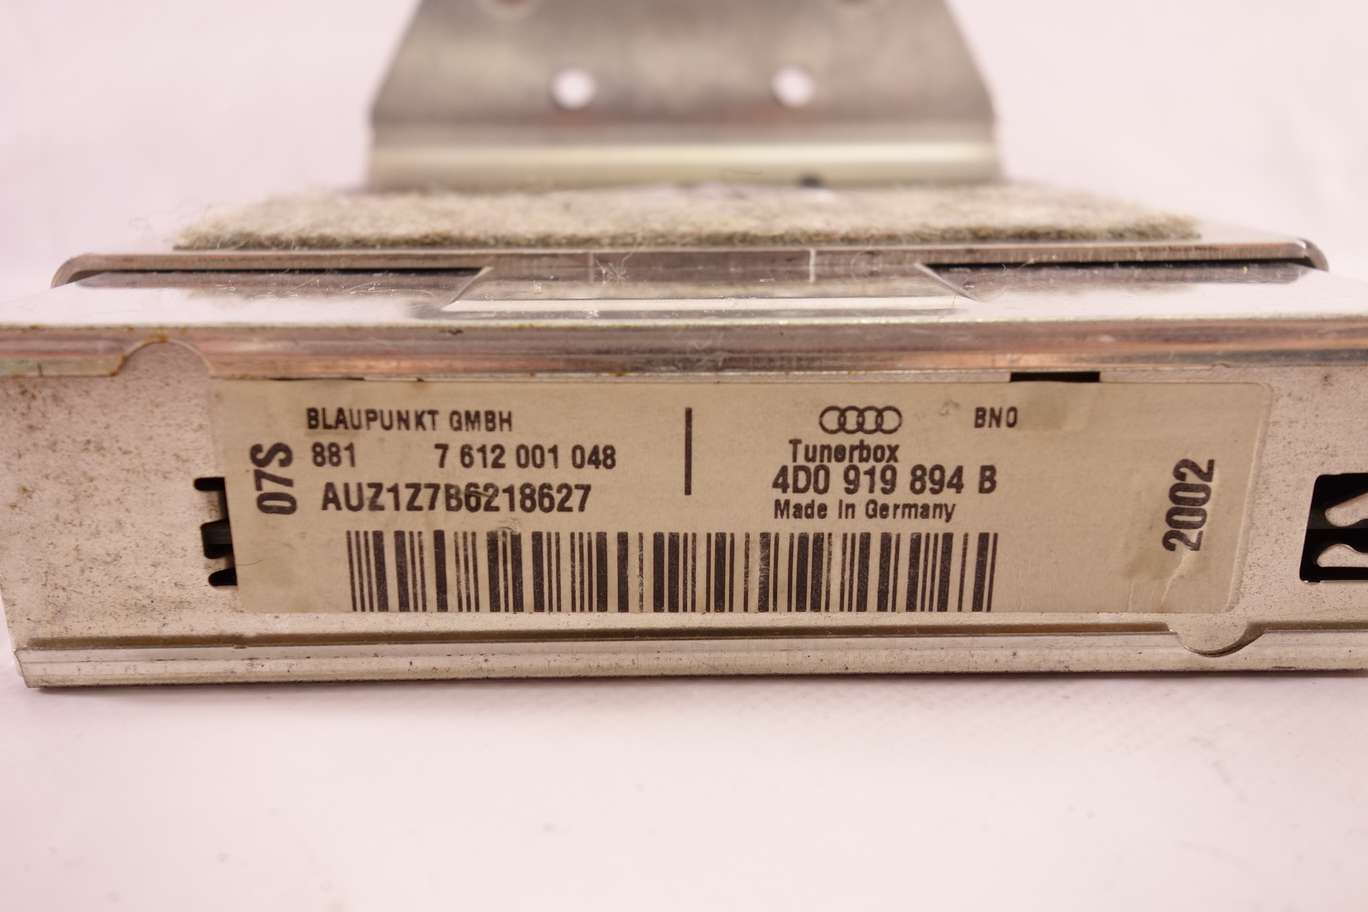 07S
BLAUPUNKT GMBH
881 7 612 001 048
AUZ1Z7B6218627
BNO
Tunerbox
4D0 919 894 B
Made in Germany
2002